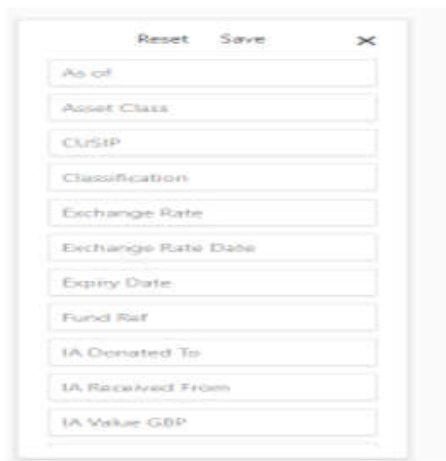 Reset Save ×
As of
Asset Class
CUSIP
Classification
Exchange Rate
Exchange Rate Date
Expiry Date
Fund Ref
IA Donated To
IA Received From
IA Value GBP